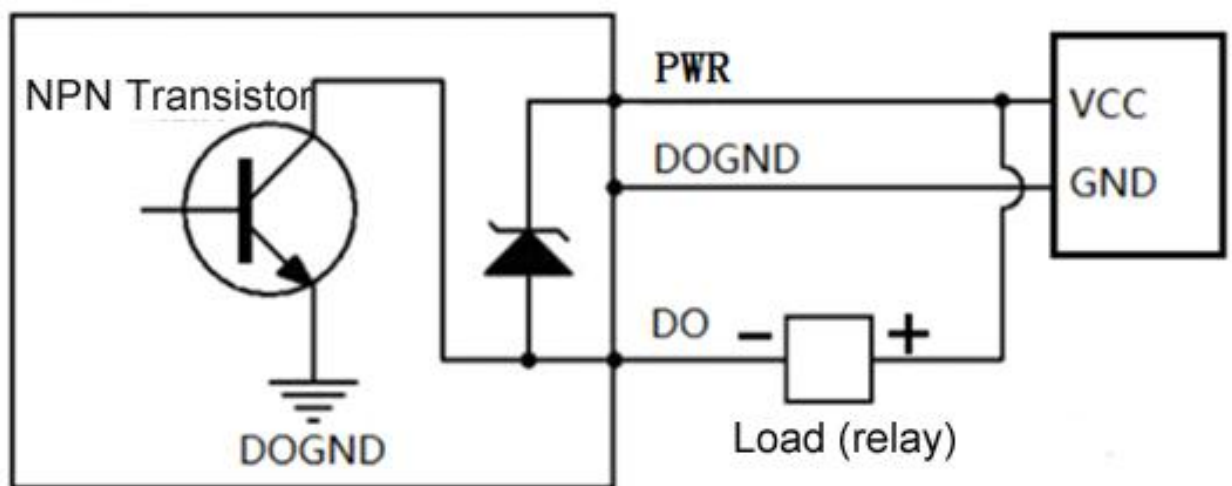 PWR
NPN Transistor
VCC
DOGND
GND
DO
−
+
Load (relay)
DOGND